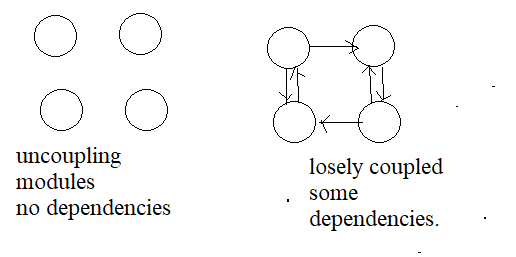 uncoupling
modules
no dependencies
losely coupled
some
dependencies.